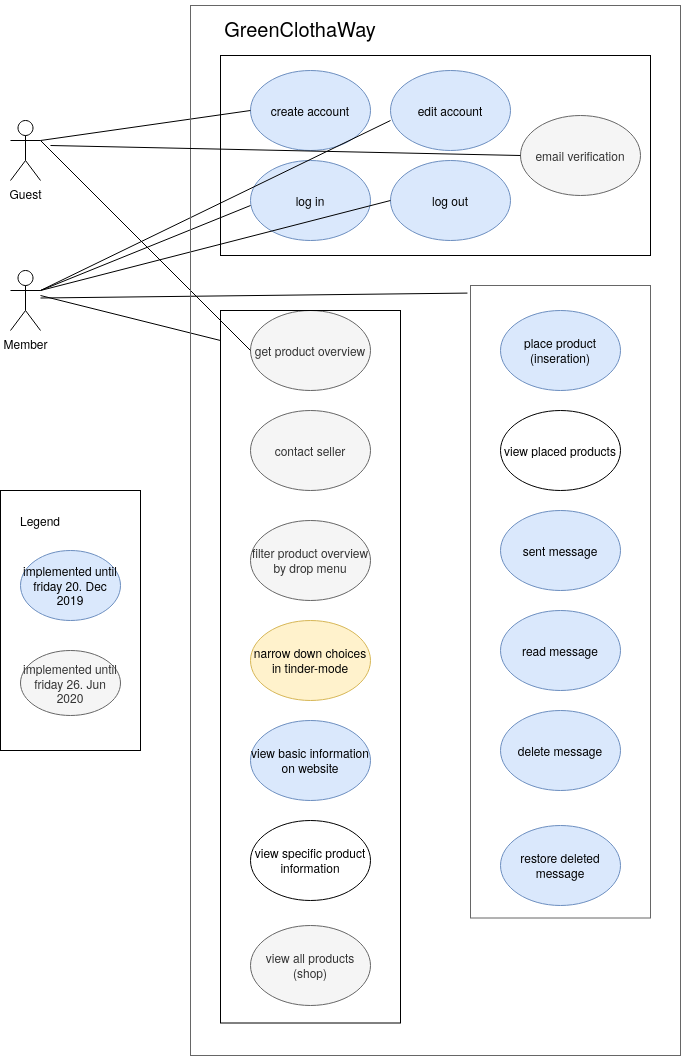 GreenClothaWay
create account
edit account
email verification
log in
log out
Guest
Member
get product overview
contact seller
filter product overview
by drop menu
narrow down choices
in tinder-mode
view basic information
on website
view specific product
information
view all products
(shop)
place product
(inseration)
view placed products
sent message
read message
delete message
restore deleted
message
Legend
implemented until
friday 20. Dec
2019
implemented until
friday 26. Jun
2020